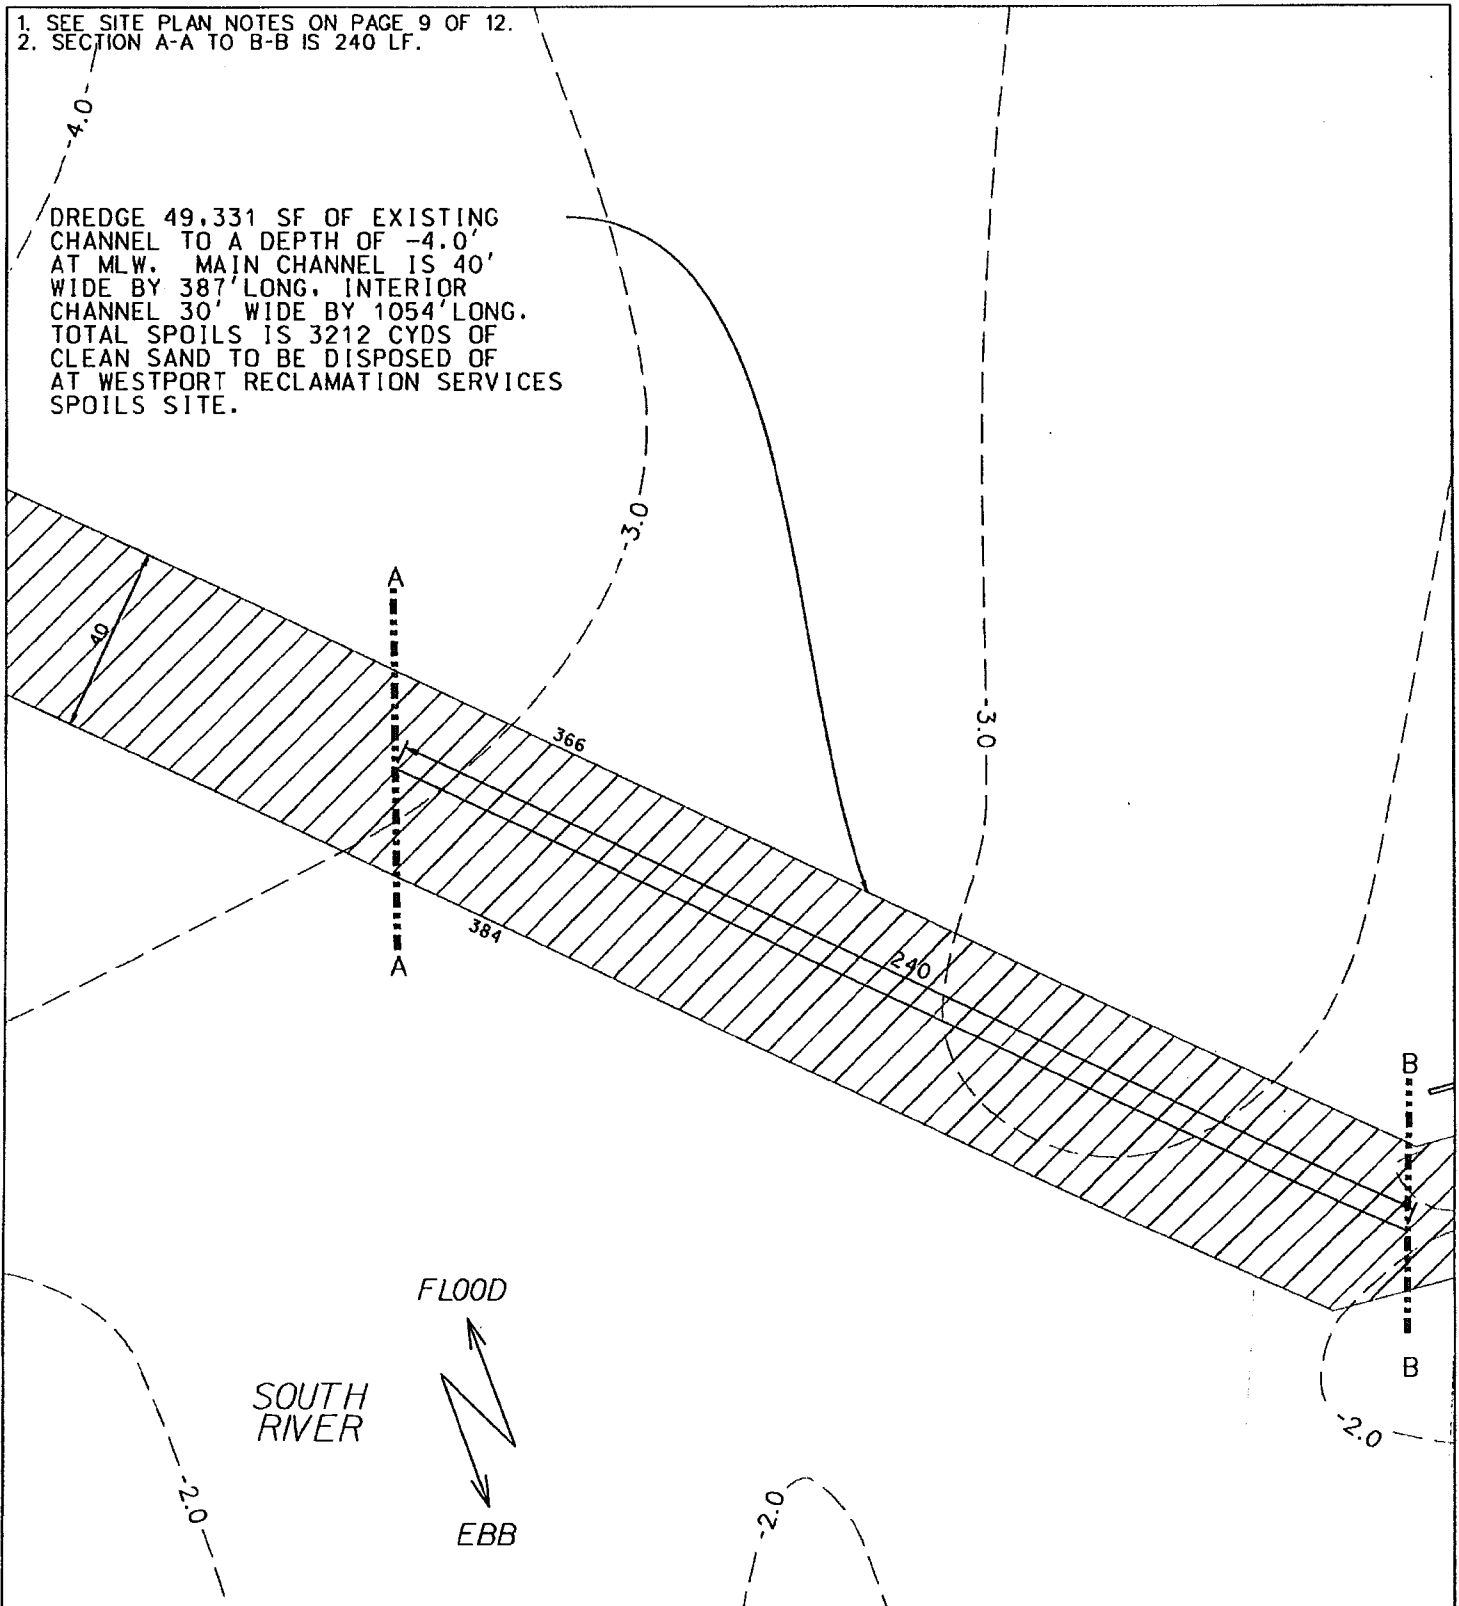 1. SEE SITE PLAN NOTES ON PAGE 9 OF 12.
2. SECTION A-A TO B-B IS 240 LF.
-4.0
DREDGE 49,331 SF OF EXISTING
CHANNEL TO A DEPTH OF -4.0'
AT MLW. MAIN CHANNEL IS 40'
WIDE BY 387'LONG. INTERIOR
CHANNEL 30' WIDE BY 1054'LONG.
TOTAL SPOILS IS 3212 CYDS OF
CLEAN SAND TO BE DISPOSED OF
AT WESTPORT RECLAMATION SERVICES
SPOILS SITE.
-3.0
A
40
-3.0
366
384
240
A
B
FLOOD
SOUTH
RIVER
B
-2.0
-2.0
-2.0
EBB